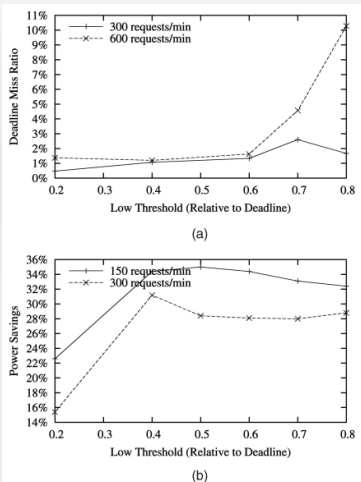 11%
10%
9%
8%
7%
6%
5%
4%
3%
2%
1%
0%
Deadline Miss Ratio
300 requests/min
600 requests/min
0.2 0.3 0.4 0.5 0.6 0.7 0.8
Low Threshold (Relative to Deadline)
(a)
36%
34%
32%
30%
28%
26%
24%
22%
20%
18%
16%
14%
Power Savings
150 requests/min
300 requests/min
0.2 0.3 0.4 0.5 0.6 0.7 0.8
Low Threshold (Relative to Deadline)
(b)